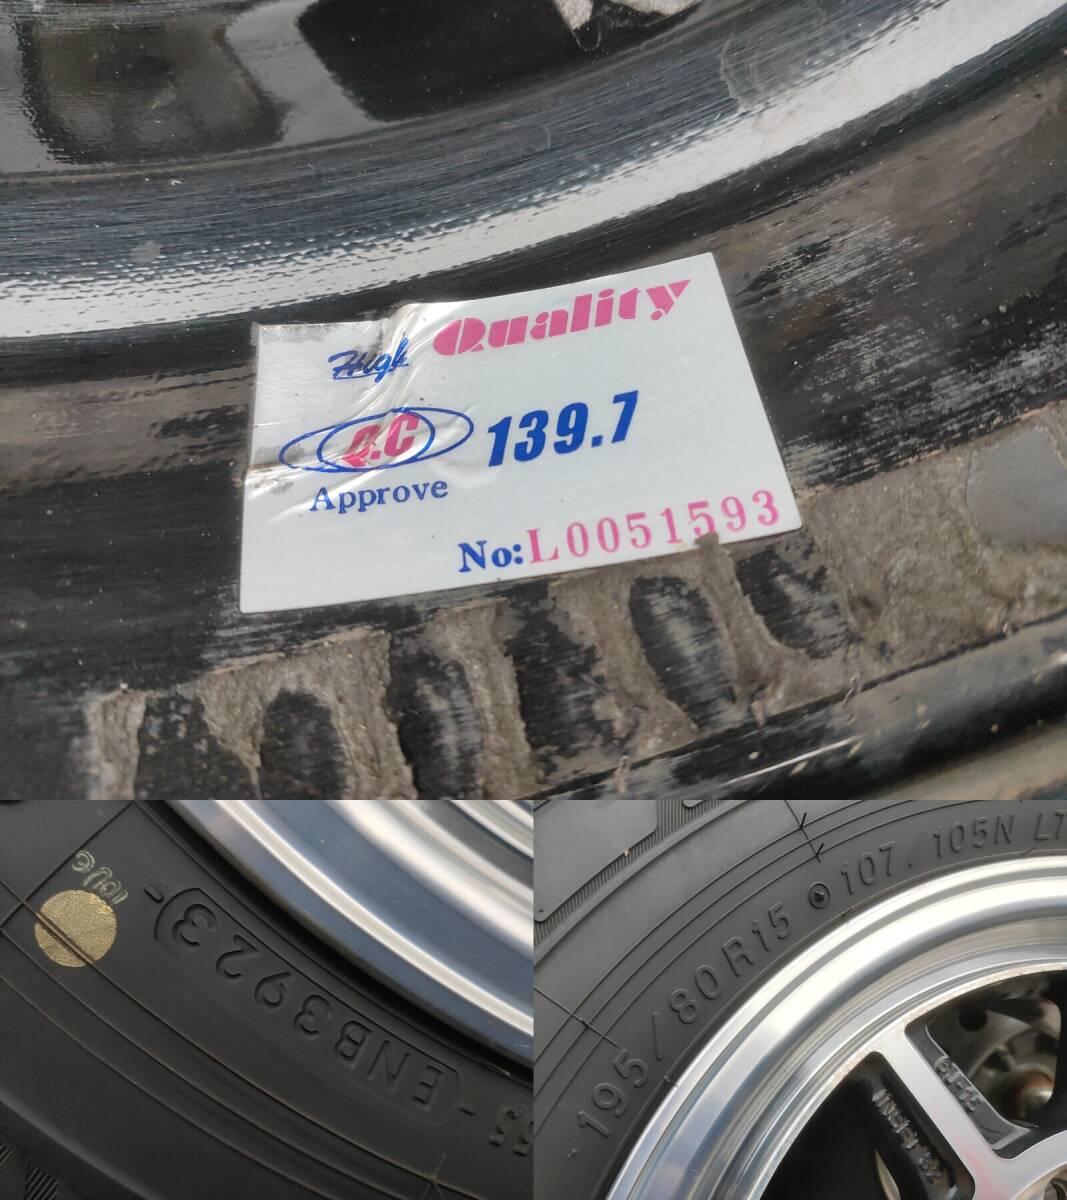 High Quality
Q.C 139.7
Approve
No:L0051593
ENB3923
195/80R15 107/105N LT